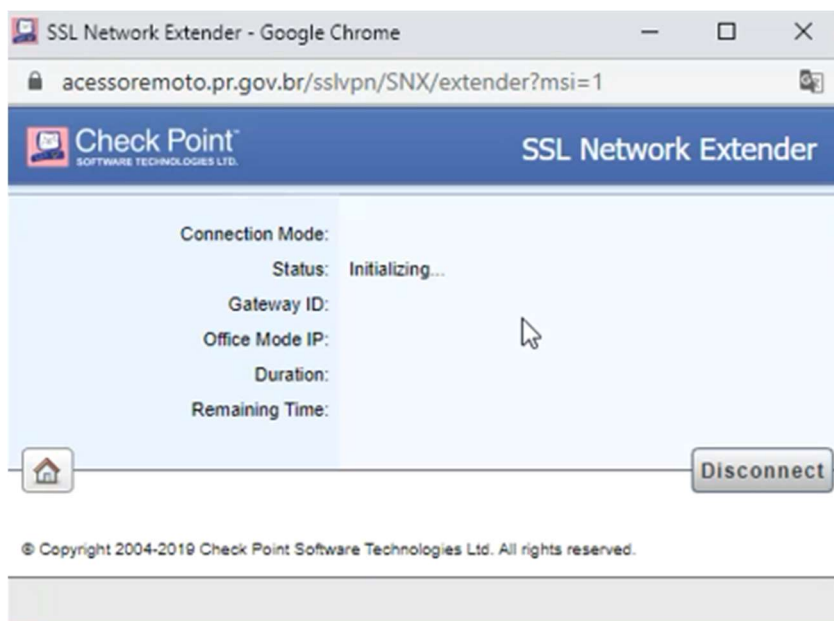 SSL Network Extender - Google Chrome
acessoremoto.pr.gov.br/sslvpn/SNX/extender?msi=1
Check Point™ SSL Network Extender
SOFTWARE TECHNOLOGIES LTD.
Connection Mode:
Status: Initializing...
Gateway ID:
Office Mode IP:
Duration:
Remaining Time:
Disconnect
© Copyright 2004-2019 Check Point Software Technologies Ltd. All rights reserved.